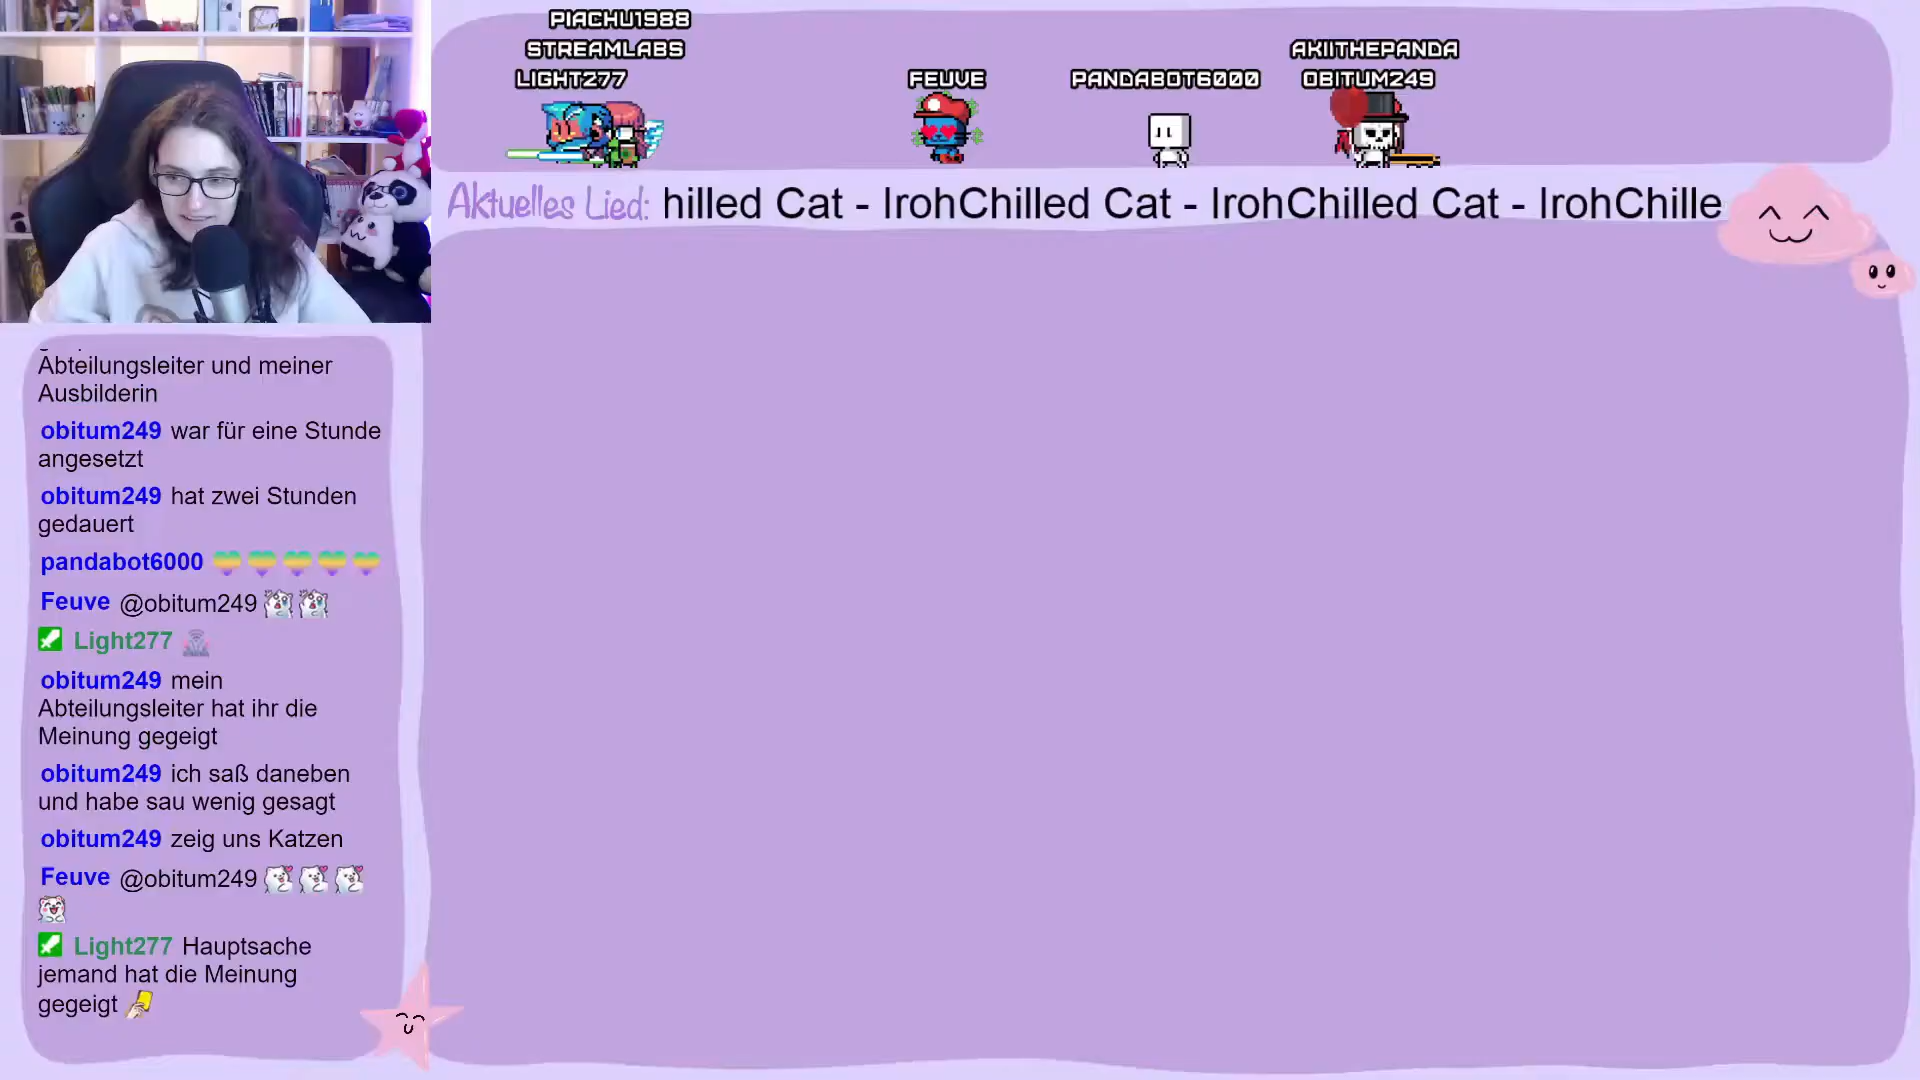 PIACHU1988
STREAMLABS
LIGHT277
FEUVE
PANDABOT6000
AKIITHEPANDA
OBITUM249
Aktuelles Lied: hilled Cat - IrohChilled Cat - IrohChilled Cat - IrohChille
Abteilungsleiter und meiner
Ausbilderin
obitum249 war für eine Stunde
angesetzt
obitum249 hat zwei Stunden
gedauert
pandabot6000
Feuve @obitum249
Light277
obitum249 mein
Abteilungsleiter hat ihr die
Meinung gegeigt
obitum249 ich saß daneben
und habe sau wenig gesagt
obitum249 zeig uns Katzen
Feuve @obitum249
Light277 Hauptsache
jemand hat die Meinung
gegeigt